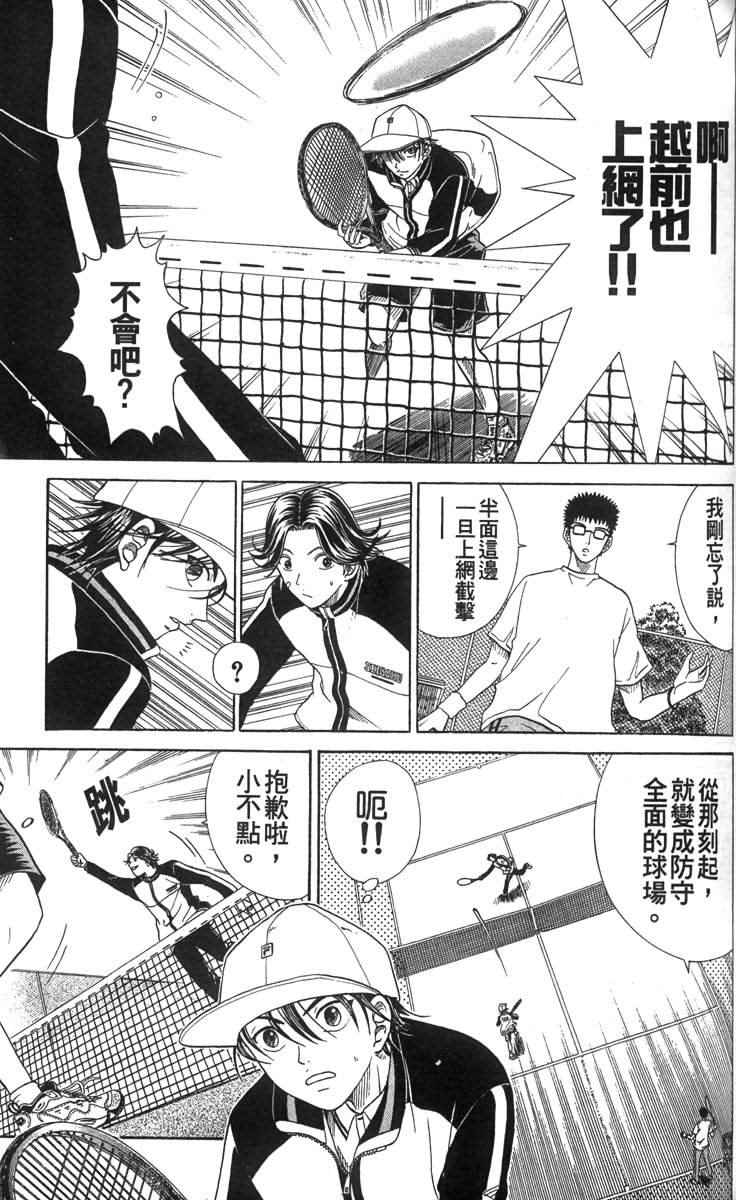 啊——
越前也
上網了!!
不會吧？
我剛忘了說，
半面這邊
一旦上網截擊
——
？
從那刻起，
就變成防守
全面的球場。
呃!!
抱歉啦，
小不點。
跳